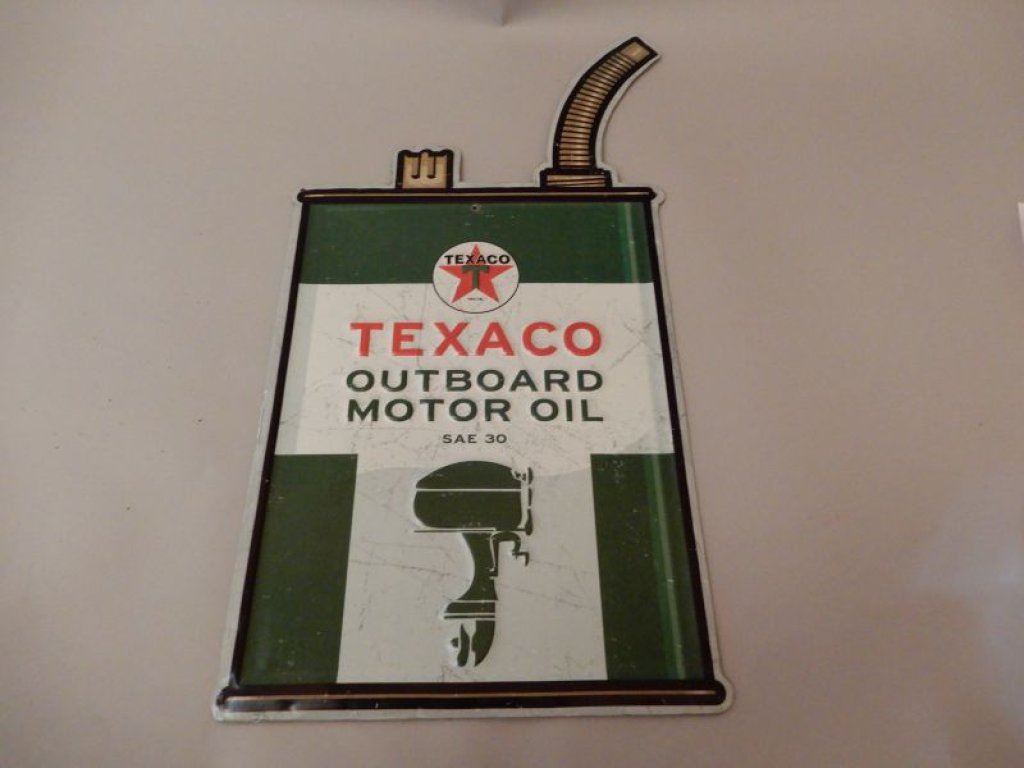 TEXACO
T
TEXACO
OUTBOARD
MOTOR OIL
SAE 30